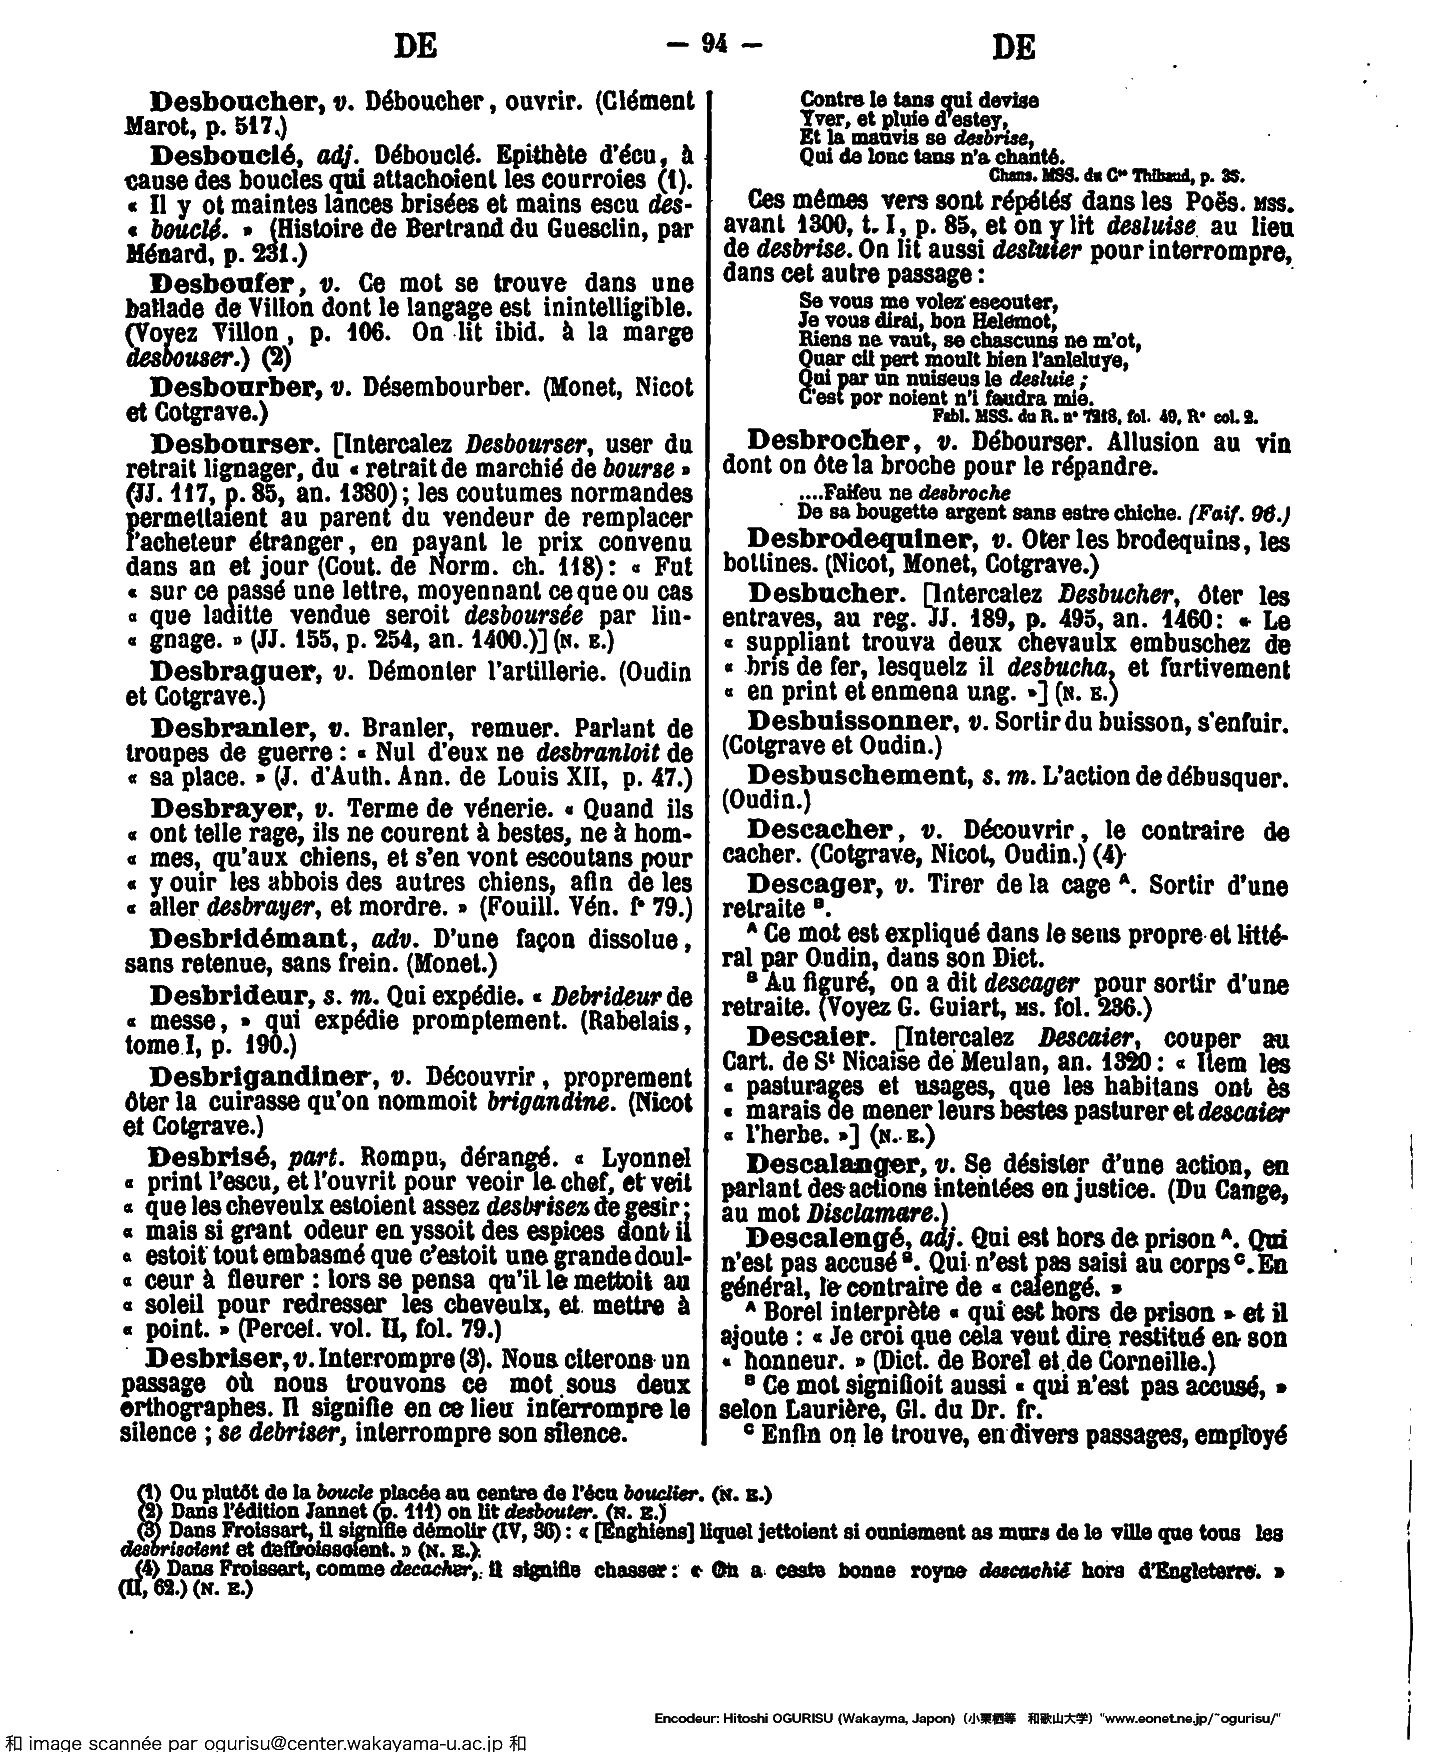 DE — 94 — DE
Desboucher, v. Déboucher, ouvrir. (Clément
Marot, p. 517.)
Desbouclé, adj. Débouclé. Epithète d'écu, à
cause des boucles qui attachoient les courroies (1).
« Il y ot maintes lances brisées et mains escu des-
« bouclé. » (Histoire de Bertrand du Guesclin, par
Ménard, p. 231.)
Desboufer, v. Ce mot se trouve dans une
ballade de Villon dont le langage est inintelligible.
(Voyez Villon, p. 106. On lit ibid. à la marge
desbouser.) (2)
Desbourber, v. Désembourber. (Monet, Nicot
et Cotgrave.)
Desbourser. [Intercalez Desbourser, user du
retrait lignager, du « retrait de marchié de bourse »
(JJ. 117, p. 85, an. 1380); les coutumes normandes
permettaient au parent du vendeur de remplacer
l'acheteur étranger, en payant le prix convenu
dans an et jour (Cout. de Norm. ch. 118) : « Fut
« sur ce passé une lettre, moyennant ce que ou cas
« que laditte vendue seroit desboursée par lin-
« gnage. » (JJ. 155, p. 254, an. 1400.)] (N. E.)
Desbraguer, v. Démonter l'artillerie. (Oudin
et Cotgrave.)
Desbranler, v. Branler, remuer. Parlant de
troupes de guerre : « Nul d'eux ne desbranloit de
« sa place. » (J. d'Auth. Ann. de Louis XII, p. 47.)
Desbrayer, v. Terme de vénerie. « Quand ils
« ont telle rage, ils ne courent à bestes, ne à hom-
« mes, qu'aux chiens, et s'en vont escoutans pour
« y ouir les abbois des autres chiens, afin de les
« aller desbrayer, et mordre. » (Fouill. Vén. f° 79.)
Desbridémant, adv. D'une façon dissolue,
sans retenue, sans frein. (Monet.)
Desbrideur, s. m. Qui expédie. « Debrideur de
« messe, » qui expédie promptement. (Rabelais,
tome I, p. 190.)
Desbrigandiner, v. Découvrir, proprement
ôter la cuirasse qu'on nommoit brigandine. (Nicot
et Cotgrave.)
Desbrisé, part. Rompu, dérangé. « Lyonnel
« print l'escu, et l'ouvrit pour veoir le chef, et veit
« que les cheveulx estoient assez desbrisez de gesir;
« mais si grant odeur en yssoit des espices dont il
« estoit tout embasmé que c'estoit une grande doul-
« ceur à fleurer : lors se pensa qu'il le mettoit au
« soleil pour redresser les cheveulx, et mettre à
« point. » (Percef. vol. II, fol. 79.)
Desbriser, v. Interrompre (3). Nous citerons un
passage où nous trouvons ce mot sous deux
orthographes. Il signifie en ce lieu interrompre le
silence ; se debriser, interrompre son silence.
Contre le tans qui devise
Yver, et pluie d'estey,
Et la mauvis se desbrise,
Qui de lonc tans n'a chanté.
Chans. MSS. du Cte Thibaud, p. 35.
Ces mêmes vers sont répétés dans les Poës. MSS.
avant 1300, t. I, p. 85, et on y lit desluise au lieu
de desbrise. On lit aussi desluier pour interrompre,
dans cet autre passage :
Se vous me volez escouter,
Je vous dirai, bon Helemot,
Riens ne vaut, se chascuns ne m'ot,
Quar cil pert moult bien l'anleluye,
Qui par un nuiseus le desluie ;
C'est por noient n'i faudra mie.
Fabl. MSS. du R. n° 7218, fol. 49, R° col. 2.
Desbrocher, v. Débourser. Allusion au vin
dont on ôte la broche pour le répandre.
....Faifeu ne desbroche
De sa bougette argent sans estre chiche. (Faif. 96.)
Desbrodequiner, v. Oter les brodequins, les
bottines. (Nicot, Monet, Cotgrave.)
Desbucher. [Intercalez Desbucher, ôter les
entraves, au reg. JJ. 189, p. 495, an. 1460 : « Le
« suppliant trouva deux chevaulx embuschez de
« bris de fer, lesquelz il desbucha, et furtivement
« en print et enmena ung. »] (N. E.)
Desbuissonner, v. Sortir du buisson, s'enfuir.
(Cotgrave et Oudin.)
Desbuschement, s. m. L'action de débusquer.
(Oudin.)
Descacher, v. Découvrir, le contraire de
cacher. (Cotgrave, Nicot, Oudin.) (4)
Descager, v. Tirer de la cage A. Sortir d'une
retraite B.
A Ce mot est expliqué dans le sens propre et litté-
ral par Oudin, dans son Dict.
B Au figuré, on a dit descager pour sortir d'une
retraite. (Voyez G. Guiart, MS. fol. 236.)
Descaier. [Intercalez Descaier, couper au
Cart. de St Nicaise de Meulan, an. 1320 : « Item les
« pasturages et usages, que les habitans ont ès
« marais de mener leurs bestes pasturer et descaier
« l'herbe. »] (N. E.)
Descalanger, v. Se désister d'une action, en
parlant des actions intentées en justice. (Du Cange,
au mot Disclamare.)
Descalengé, adj. Qui est hors de prison A. Qui
n'est pas accusé B. Qui n'est pas saisi au corps C. En
général, le contraire de « calengé. »
A Borel interprète « qui est hors de prison » et il
ajoute : « Je croi que cela veut dire restitué en son
« honneur. » (Dict. de Borel et de Corneille.)
B Ce mot signifioit aussi « qui n'est pas accusé, »
selon Laurière, Gl. du Dr. fr.
C Enfin on le trouve, en divers passages, employé
(1) Ou plutôt de la boucle placée au centre de l'écu bouclier. (N. E.)
(2) Dans l'édition Jannet (p. 111) on lit desbouter. (N. E.)
(3) Dans Froissart, il signifie démolir (IV, 36) : « [Enghiens] liquel jettoient si ouniement as murs de le ville que tous les
desbrisoient et deffroissoient. » (N. E.).
(4) Dans Froissart, comme decacher, il signifie chasser : « On a ceste bonne royne descachié hors d'Engleterre. »
(II, 62.) (N. E.)
Encodeur: Hitoshi OGURISU (Wakayma, Japon) (小栗栖等 和歌山大学) "www.eonet.ne.jp/~ogurisu/"
和 image scannée par ogurisu@center.wakayama-u.ac.jp 和